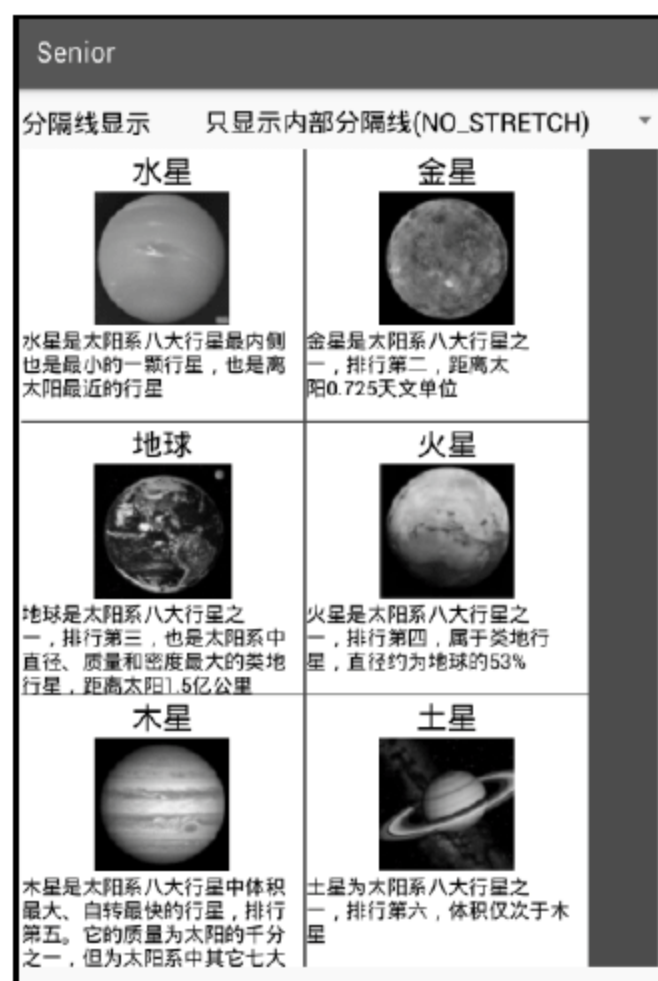 Senior
分隔线显示 只显示内部分隔线(NO_STRETCH)
水星
金星
水星是太阳系八大行星最内侧
也是最小的一颗行星，也是离
太阳最近的行星
金星是太阳系八大行星之
一，排行第二，距离太
阳0.725天文单位
地球
火星
地球是太阳系八大行星之
一，排行第三，也是太阳系中
直径、质量和密度最大的类地
行星，距离太阳1.5亿公里
火星是太阳系八大行星之
一，排行第四，属于类地行
星，直径约为地球的53%
木星
土星
木星是太阳系八大行星中体积
最大、自转最快的行星，排行
第五。它的质量为太阳的千分
之一，但为太阳系中其它七大
土星为太阳系八大行星之
一，排行第六，体积仅次于木
星